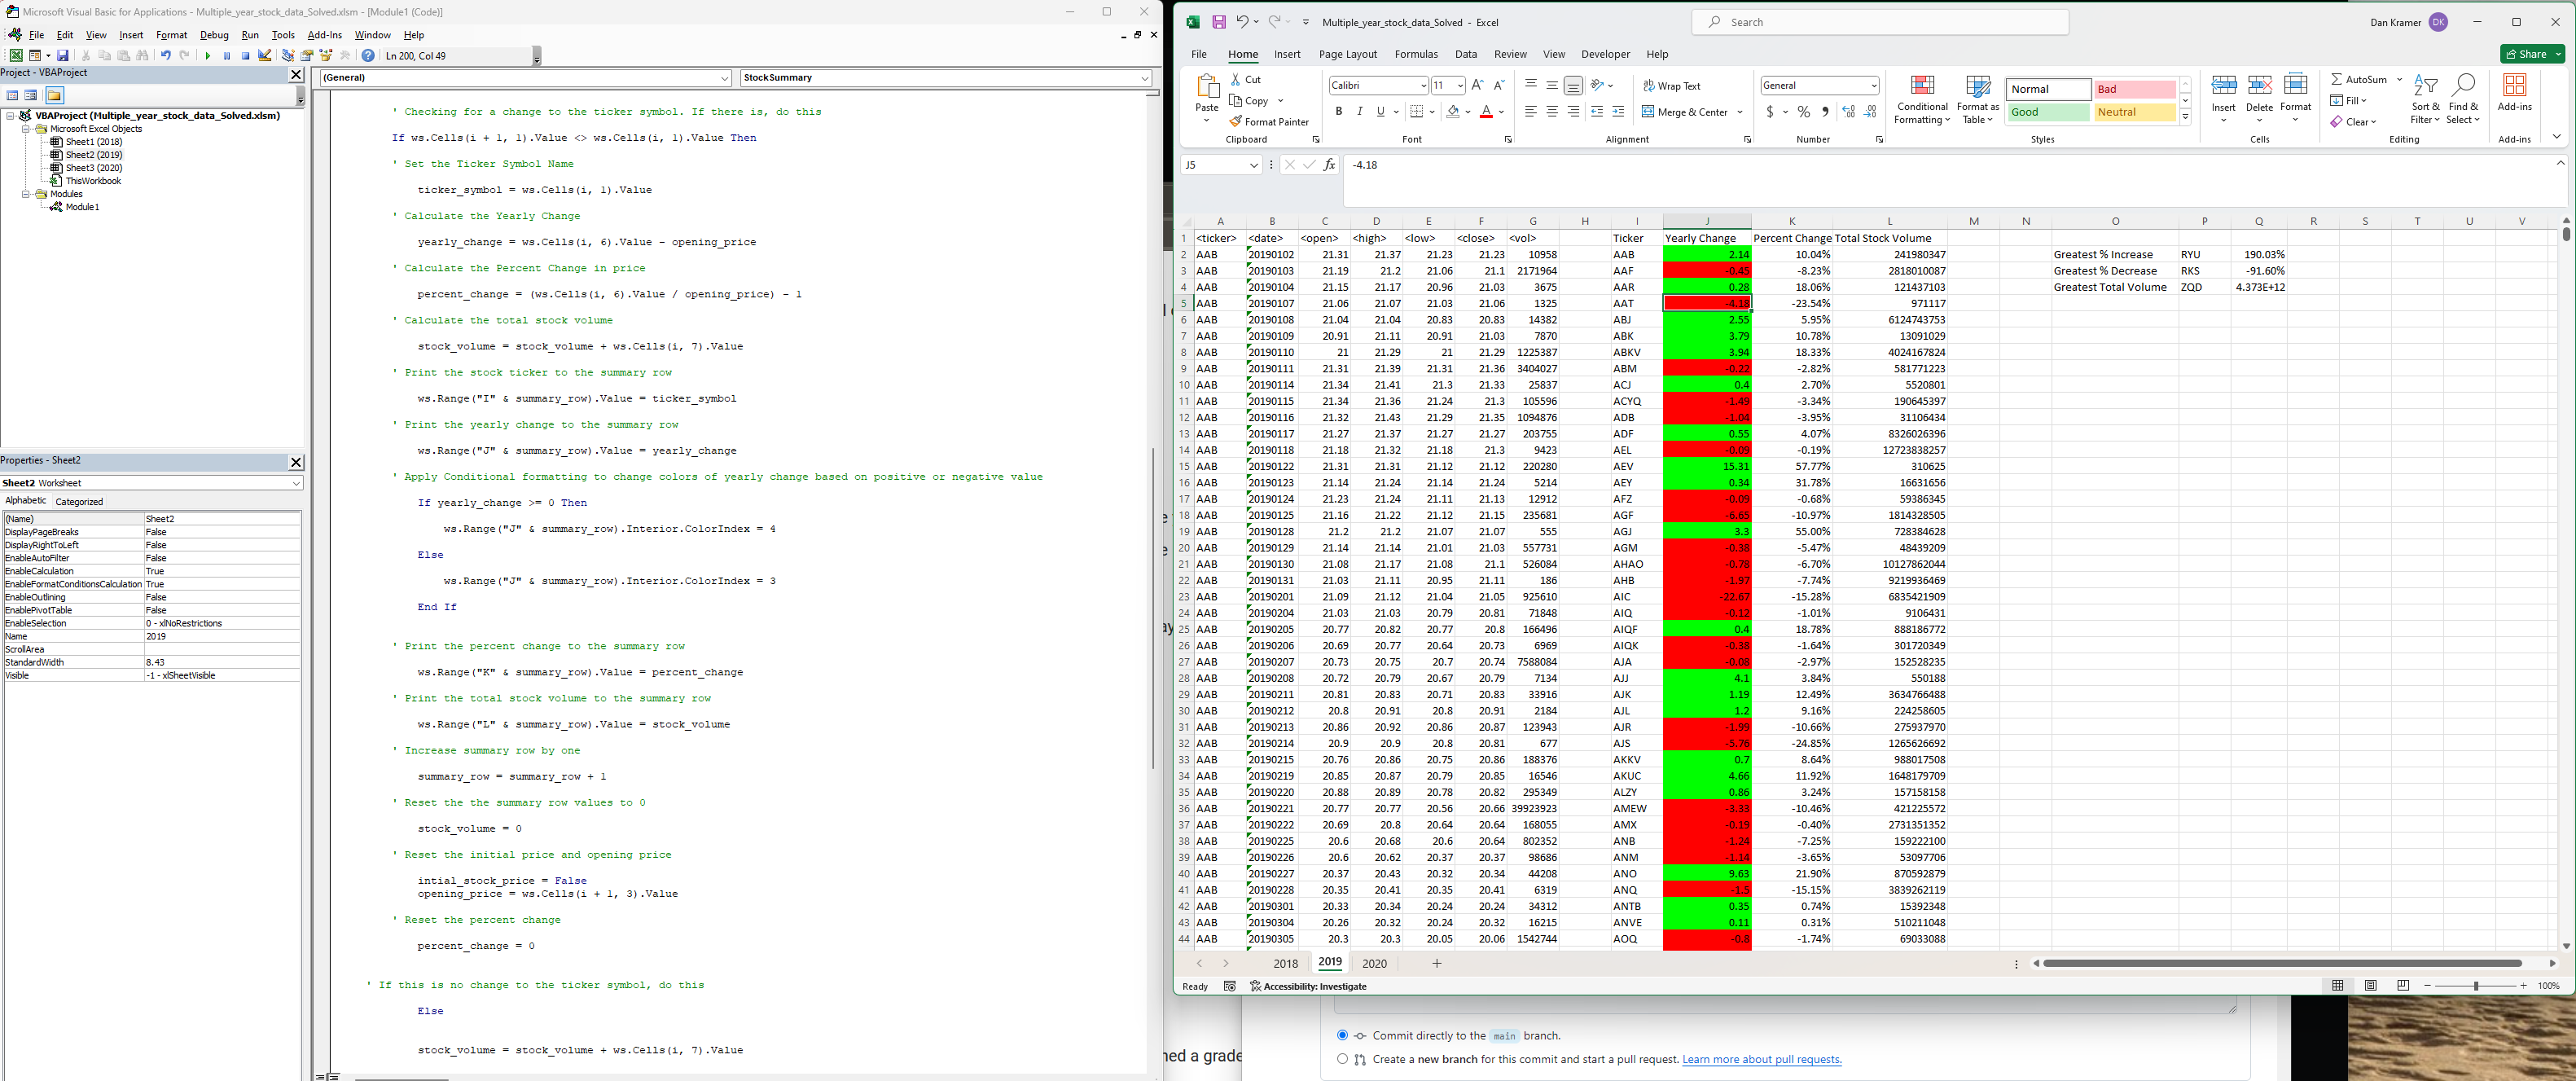 Microsoft Visual Basic for Applications - Multiple_year_stock_data_Solved.xlsm - [Module1 (Code)]
File Edit View Insert Format Debug Run Tools Add-Ins Window Help
Ln 200, Col 49
Project - VBAProject
VBAProject (Multiple_year_stock_data_Solved.xlsm)
Microsoft Excel Objects
Sheet1 (2018)
Sheet2 (2019)
Sheet3 (2020)
ThisWorkbook
Modules
Module1
Properties - Sheet2
Sheet2 Worksheet
Alphabetic Categorized
(Name) Sheet2
DisplayPageBreaks False
DisplayRightToLeft False
EnableAutoFilter False
EnableCalculation True
EnableFormatConditionsCalculation True
EnableOutlining False
EnablePivotTable False
EnableSelection 0 - xlNoRestrictions
Name 2019
ScrollArea
StandardWidth 8.43
Visible -1 - xlSheetVisible
(General) StockSummary
' Checking for a change to the ticker symbol. If there is, do this
If ws.Cells(i + 1, 1).Value <> ws.Cells(i, 1).Value Then
' Set the Ticker Symbol Name
ticker_symbol = ws.Cells(i, 1).Value
' Calculate the Yearly Change
yearly_change = ws.Cells(i, 6).Value - opening_price
' Calculate the Percent Change in price
percent_change = (ws.Cells(i, 6).Value / opening_price) - 1
' Calculate the total stock volume
stock_volume = stock_volume + ws.Cells(i, 7).Value
' Print the stock ticker to the summary row
ws.Range("I" & summary_row).Value = ticker_symbol
' Print the yearly change to the summary row
ws.Range("J" & summary_row).Value = yearly_change
' Apply Conditional formatting to change colors of yearly change based on positive or negative value
If yearly_change >= 0 Then
ws.Range("J" & summary_row).Interior.ColorIndex = 4
Else
ws.Range("J" & summary_row).Interior.ColorIndex = 3
End If
' Print the percent change to the summary row
ws.Range("K" & summary_row).Value = percent_change
' Print the total stock volume to the summary row
ws.Range("L" & summary_row).Value = stock_volume
' Increase summary row by one
summary_row = summary_row + 1
' Reset the the summary row values to 0
stock_volume = 0
' Reset the initial price and opening price
intial_stock_price = False
opening_price = ws.Cells(i + 1, 3).Value
' Reset the percent change
percent_change = 0
' If this is no change to the ticker symbol, do this
Else
stock_volume = stock_volume + ws.Cells(i, 7).Value
Multiple_year_stock_data_Solved - Excel
Search
Dan Kramer DK
File Home Insert Page Layout Formulas Data Review View Developer Help
Share
Paste Cut Copy Format Painter Clipboard
Calibri 11 B I U Font
Wrap Text Merge & Center Alignment
General $ % Number
Conditional Formatting Format as Table Normal Bad Good Neutral Styles
Insert Delete Format Cells
AutoSum Fill Clear Sort & Filter Find & Select Editing
Add-ins Add-ins
J5 fx -4.18
A B C D E F G H I J K L M N O P Q R S T U V
1 <ticker> <date> <open> <high> <low> <close> <vol> Ticker Yearly Change Percent Change Total Stock Volume
2 AAB 20190102 21.31 21.37 21.23 21.23 10958 AAB 2.14 10.04% 241980347 Greatest % Increase RYU 190.03%
3 AAB 20190103 21.19 21.2 21.06 21.1 2171964 AAF -0.45 -8.23% 2818010087 Greatest % Decrease RKS -91.60%
4 AAB 20190104 21.15 21.17 20.96 21.03 3675 AAR 0.28 18.06% 121437103 Greatest Total Volume ZQD 4.373E+12
5 AAB 20190107 21.06 21.07 21.03 21.06 1325 AAT -4.18 -23.54% 971117
6 AAB 20190108 21.04 21.04 20.83 20.83 14382 ABJ 2.55 5.95% 6124743753
7 AAB 20190109 20.91 21.11 20.91 21.03 7870 ABK 3.79 10.78% 13091029
8 AAB 20190110 21 21.29 21 21.29 1225387 ABKV 3.94 18.33% 4024167824
9 AAB 20190111 21.31 21.39 21.31 21.36 3404027 ABM -0.22 -2.82% 581771223
10 AAB 20190114 21.34 21.41 21.3 21.33 25837 ACJ 0.4 2.70% 5520801
11 AAB 20190115 21.34 21.36 21.24 21.3 105596 ACYQ -1.49 -3.34% 190645397
12 AAB 20190116 21.32 21.43 21.29 21.35 1094876 ADB -1.04 -3.95% 31106434
13 AAB 20190117 21.27 21.37 21.27 21.27 203755 ADF 0.55 4.07% 8326026396
14 AAB 20190118 21.18 21.32 21.18 21.3 9423 AEL -0.09 -0.19% 12723838257
15 AAB 20190122 21.31 21.31 21.12 21.12 220280 AEV 15.31 57.77% 310625
16 AAB 20190123 21.14 21.24 21.14 21.24 5214 AEY 0.34 31.78% 16631656
17 AAB 20190124 21.23 21.24 21.11 21.13 12912 AFZ -0.09 -0.68% 59386345
18 AAB 20190125 21.16 21.22 21.12 21.15 235681 AGF -6.65 -10.97% 1814328505
19 AAB 20190128 21.2 21.2 21.07 21.07 555 AGJ 3.3 55.00% 728384628
20 AAB 20190129 21.14 21.14 21.01 21.03 557731 AGM -0.38 -5.47% 48439209
21 AAB 20190130 21.08 21.17 21.08 21.1 526084 AHAO -0.78 -6.70% 10127862044
22 AAB 20190131 21.03 21.11 20.95 21.11 186 AHB -1.97 -7.74% 9219936469
23 AAB 20190201 21.09 21.12 21.04 21.05 925610 AIC -22.67 -15.28% 6835421909
24 AAB 20190204 21.03 21.03 20.79 20.81 71848 AIQ -0.12 -1.01% 9106431
25 AAB 20190205 20.77 20.82 20.77 20.8 166496 AIQF 0.4 18.78% 888186772
26 AAB 20190206 20.69 20.77 20.64 20.73 6969 AIQK -0.38 -1.64% 301720349
27 AAB 20190207 20.73 20.75 20.7 20.74 7588084 AJA -0.08 -2.97% 152528235
28 AAB 20190208 20.72 20.79 20.67 20.79 7134 AJJ 4.1 3.84% 550188
29 AAB 20190211 20.81 20.83 20.71 20.83 33916 AJK 1.19 12.49% 3634766488
30 AAB 20190212 20.8 20.91 20.8 20.91 2184 AJL 1.2 9.16% 224258605
31 AAB 20190213 20.86 20.92 20.86 20.87 123943 AJR -1.99 -10.66% 275937970
32 AAB 20190214 20.9 20.9 20.8 20.81 677 AJS -5.76 -24.85% 1265626692
33 AAB 20190215 20.76 20.86 20.75 20.86 188376 AKKV 0.7 8.64% 988017508
34 AAB 20190219 20.85 20.87 20.79 20.85 16546 AKUC 4.66 11.92% 1648179709
35 AAB 20190220 20.88 20.89 20.78 20.82 295349 ALZY 0.86 3.24% 157158158
36 AAB 20190221 20.77 20.77 20.56 20.66 39923923 AMEW -3.33 -10.46% 421225572
37 AAB 20190222 20.69 20.8 20.64 20.64 168055 AMX -0.19 -0.40% 2731351352
38 AAB 20190225 20.6 20.68 20.6 20.64 802352 ANB -1.24 -7.25% 159222100
39 AAB 20190226 20.6 20.62 20.37 20.37 98686 ANM -1.14 -3.65% 53097706
40 AAB 20190227 20.37 20.43 20.32 20.34 44208 ANO 9.63 21.90% 870592879
41 AAB 20190228 20.35 20.41 20.35 20.41 6319 ANQ -1.5 -15.15% 3839262119
42 AAB 20190301 20.33 20.34 20.24 20.24 34312 ANTB 0.35 0.74% 15392348
43 AAB 20190304 20.26 20.32 20.24 20.32 16215 ANVE 0.11 0.31% 510211048
44 AAB 20190305 20.3 20.3 20.05 20.06 1542744 AOQ -0.8 -1.74% 69033088
2018 2019 2020
Ready Accessibility: Investigate 100%
Commit directly to the main branch.
Create a new branch for this commit and start a pull request. Learn more about pull requests.
ned a grade